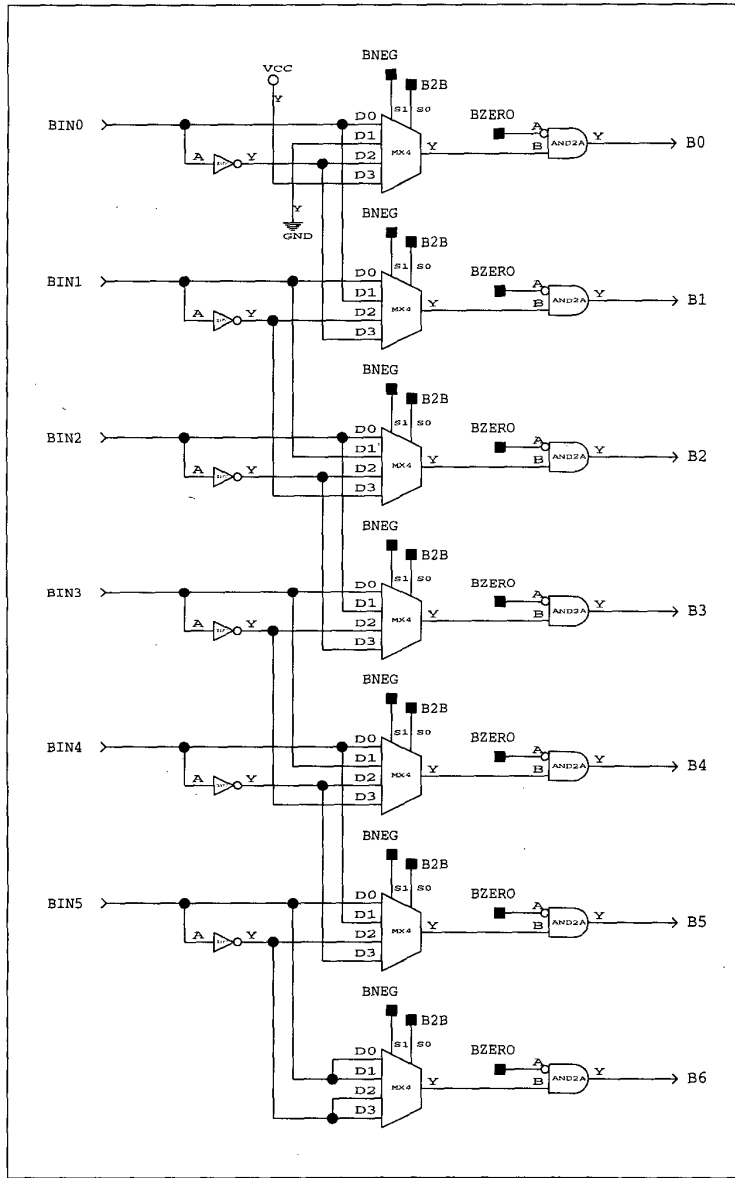 BNEG
VCC
B2B
Y
S1 S0
BZERO
BIN0
D0
A
Y
D1
AND2A
B0
A
Y
D2
MX4
Y
B
D3
Y
GND
BNEG
B2B
S1 S0
BZERO
BIN1
D0
A
Y
D1
AND2A
B1
A
Y
D2
MX4
Y
B
D3
BNEG
B2B
S1 S0
BZERO
BIN2
D0
A
Y
D1
AND2A
B2
A
Y
D2
MX4
Y
B
D3
BNEG
B2B
S1 S0
BZERO
BIN3
D0
A
Y
D1
AND2A
B3
A
Y
D2
MX4
Y
B
D3
BNEG
B2B
S1 S0
BZERO
BIN4
D0
A
Y
D1
AND2A
B4
A
Y
D2
MX4
Y
B
D3
BNEG
B2B
S1 S0
BZERO
BIN5
D0
A
Y
D1
AND2A
B5
A
Y
D2
MX4
Y
B
D3
BNEG
B2B
S1 S0
BZERO
D0
A
Y
D1
AND2A
B6
D2
MX4
Y
B
D3